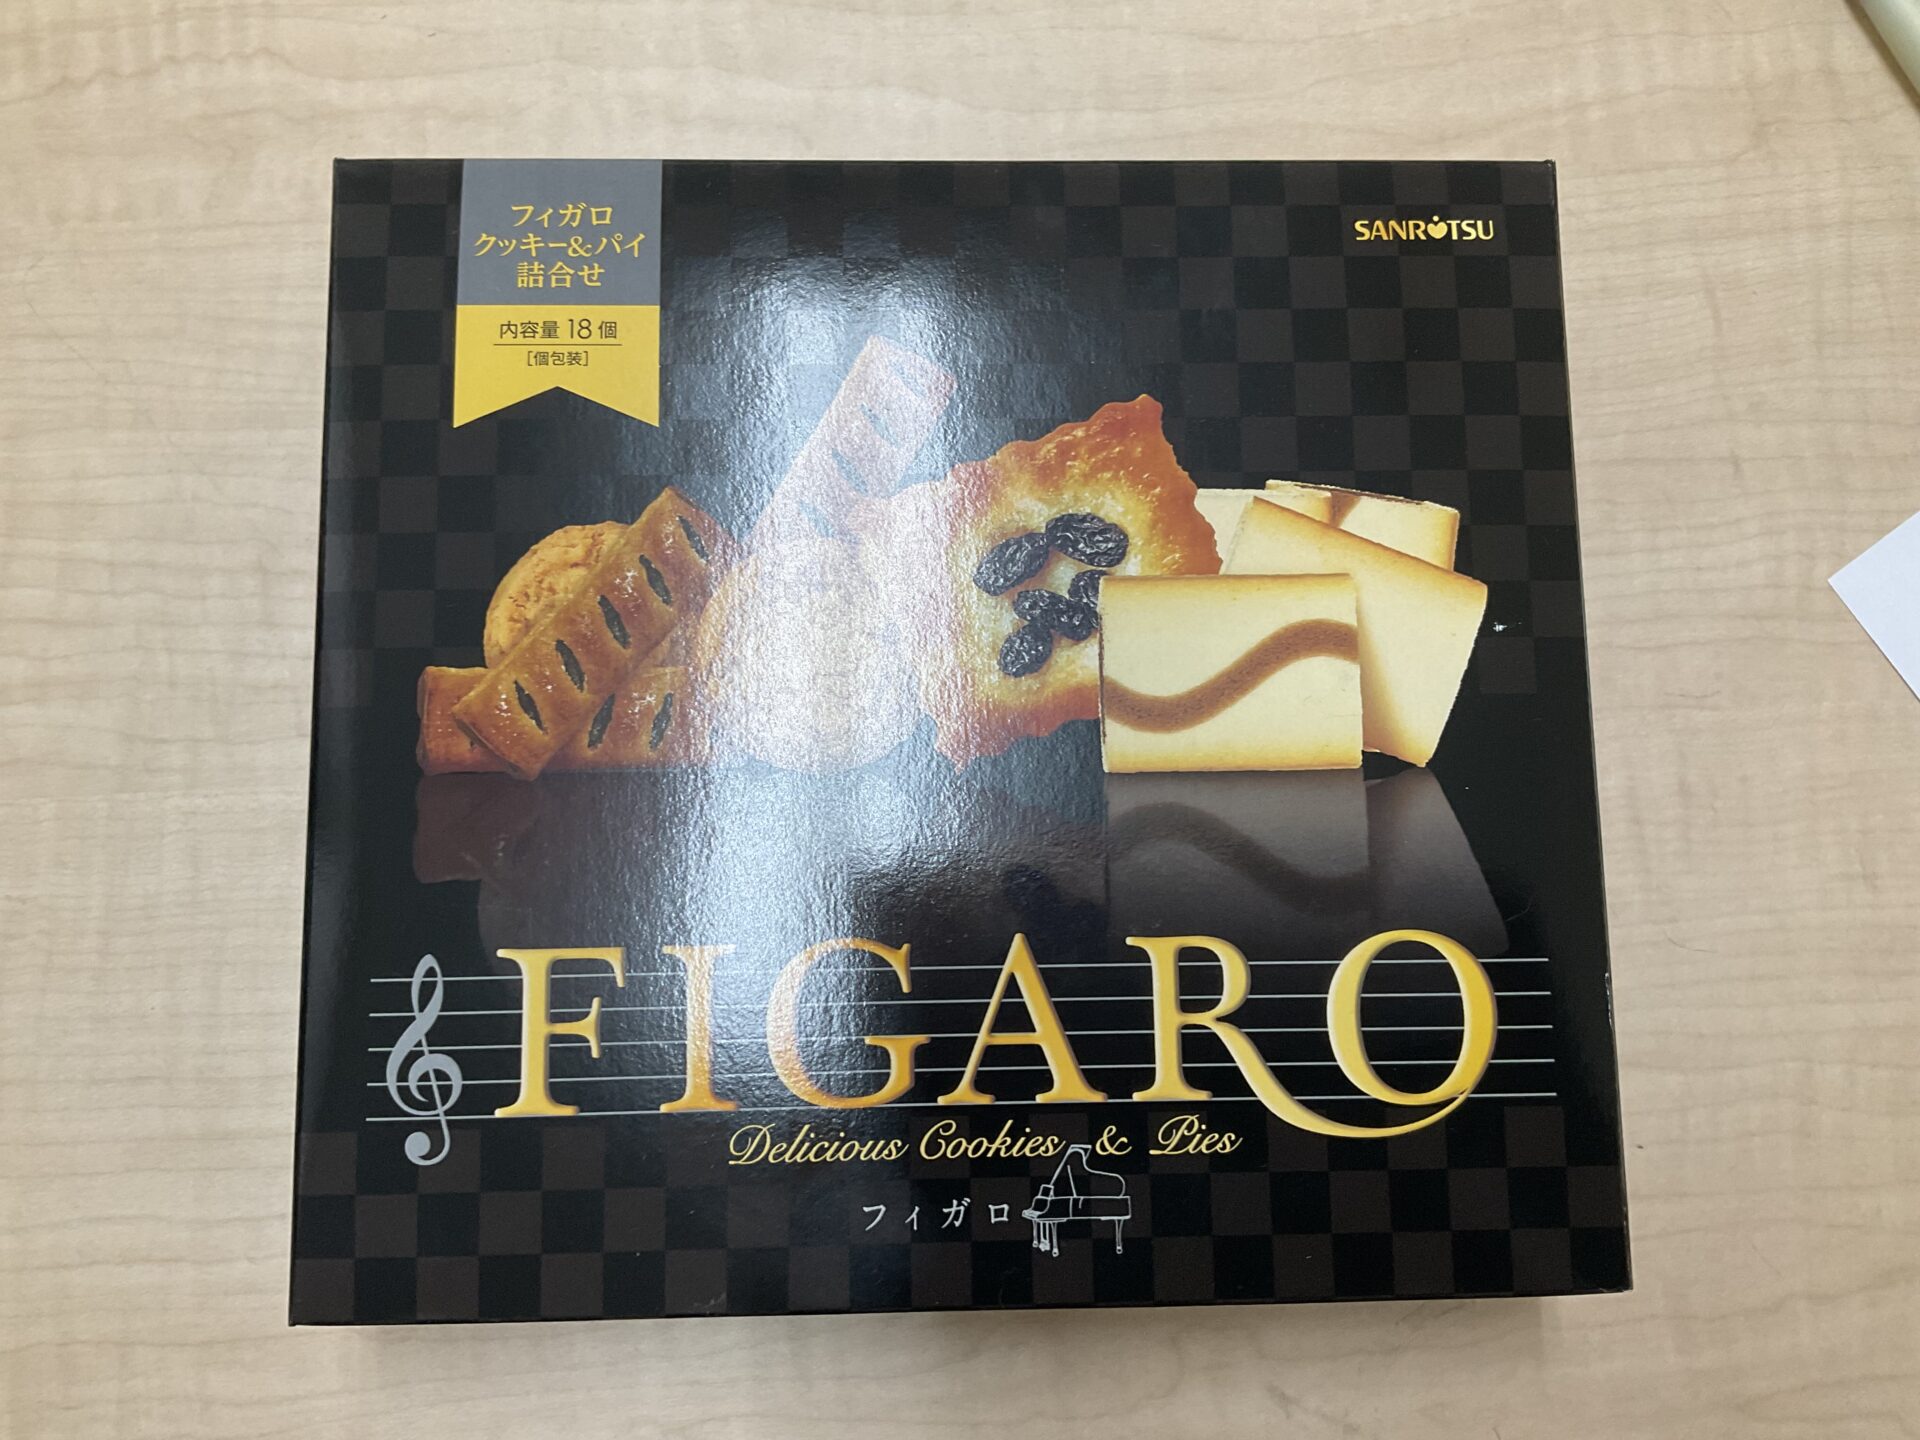 フィガロ
クッキー&パイ
詰合せ
内容量 18 個
[個包装]
SANRITSU
FIGARO
Delicious Cookies & Pies
フィガロ